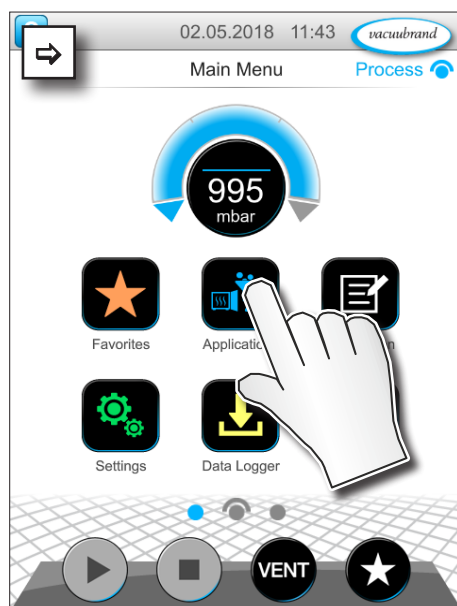 02.05.2018 11:43 vacuubrand
Main Menu Process
995
mbar
Favorites
Settings Data Logger
VENT